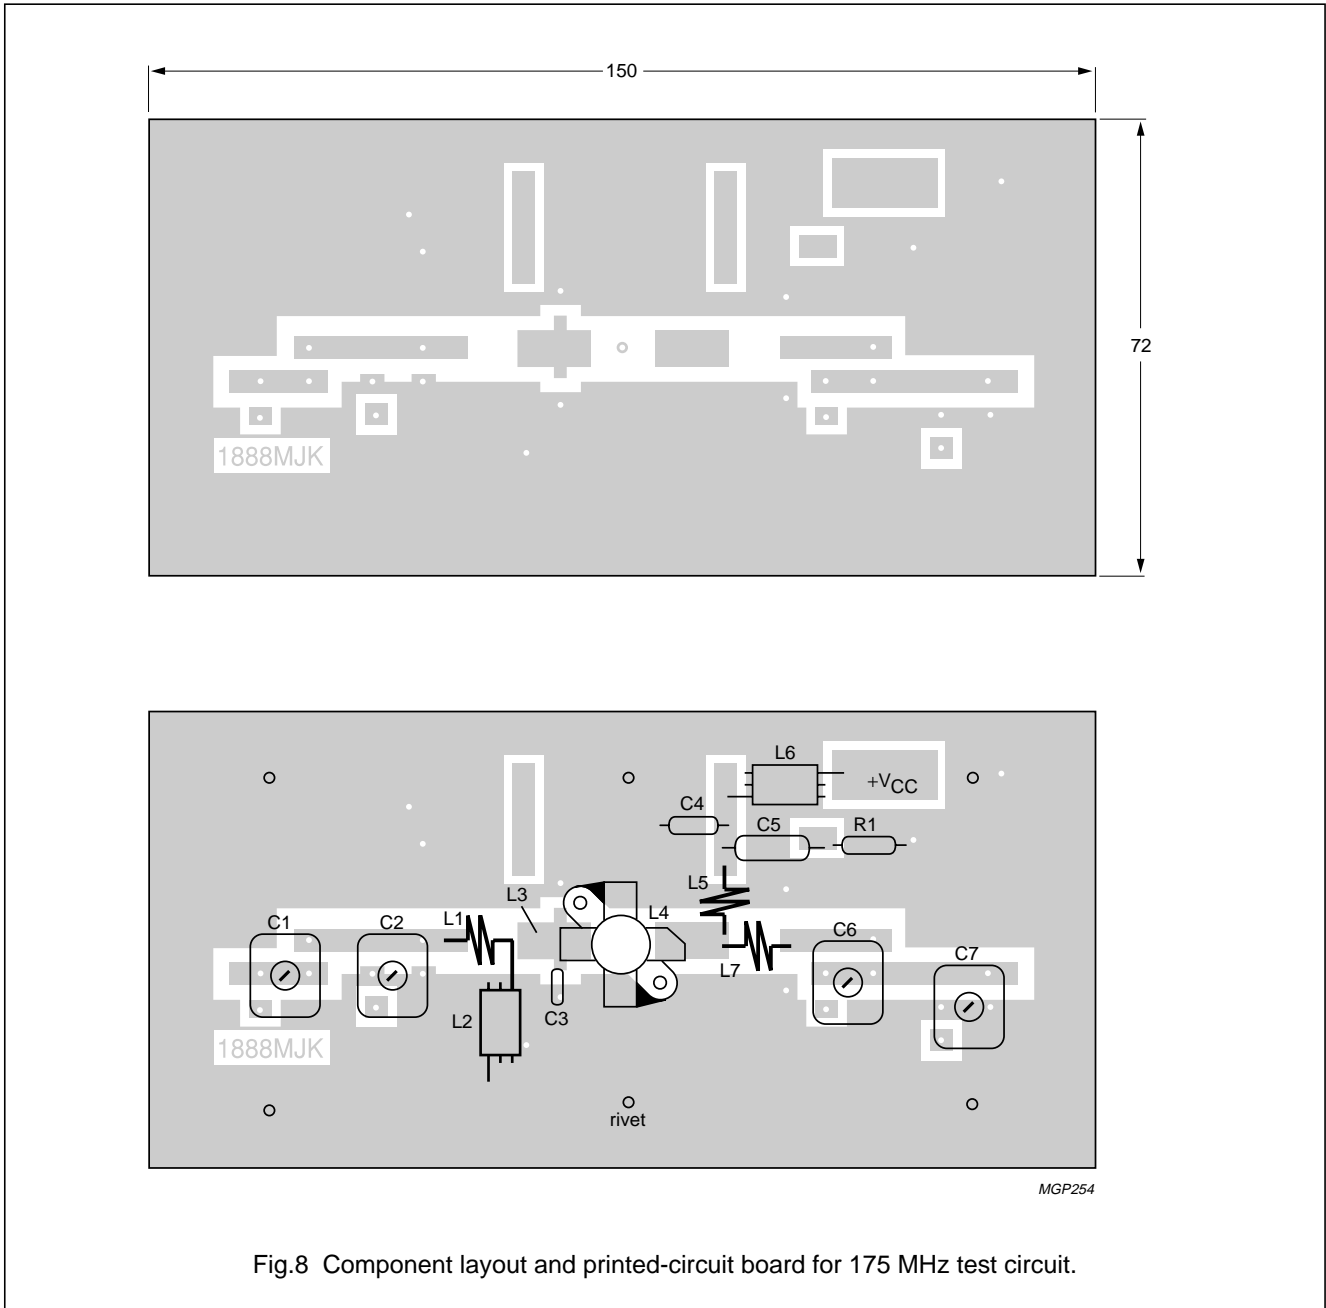 150
72
1888MJK
L6
+VCC
C4
C5
R1
L5
L3
L4
C1
C2
L1
C6
C7
L7
L2
C3
1888MJK
rivet
MGP254
Fig.8 Component layout and printed-circuit board for 175 MHz test circuit.